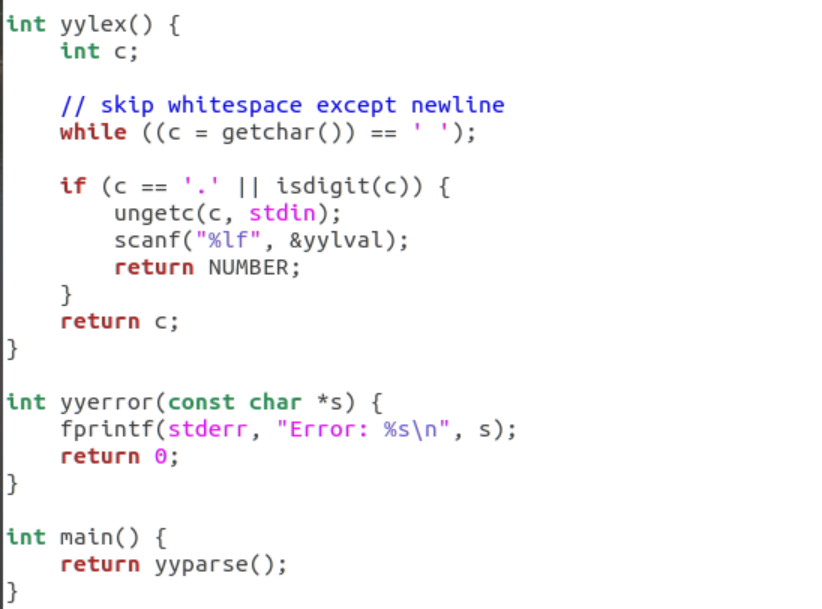 int yylex() {
    int c;

    // skip whitespace except newline
    while ((c = getchar()) == ' ');

    if (c == '.' || isdigit(c)) {
        ungetc(c, stdin);
        scanf("%lf", &yylval);
        return NUMBER;
    }
    return c;
}

int yyerror(const char *s) {
    fprintf(stderr, "Error: %s\n", s);
    return 0;
}

int main() {
    return yyparse();
}